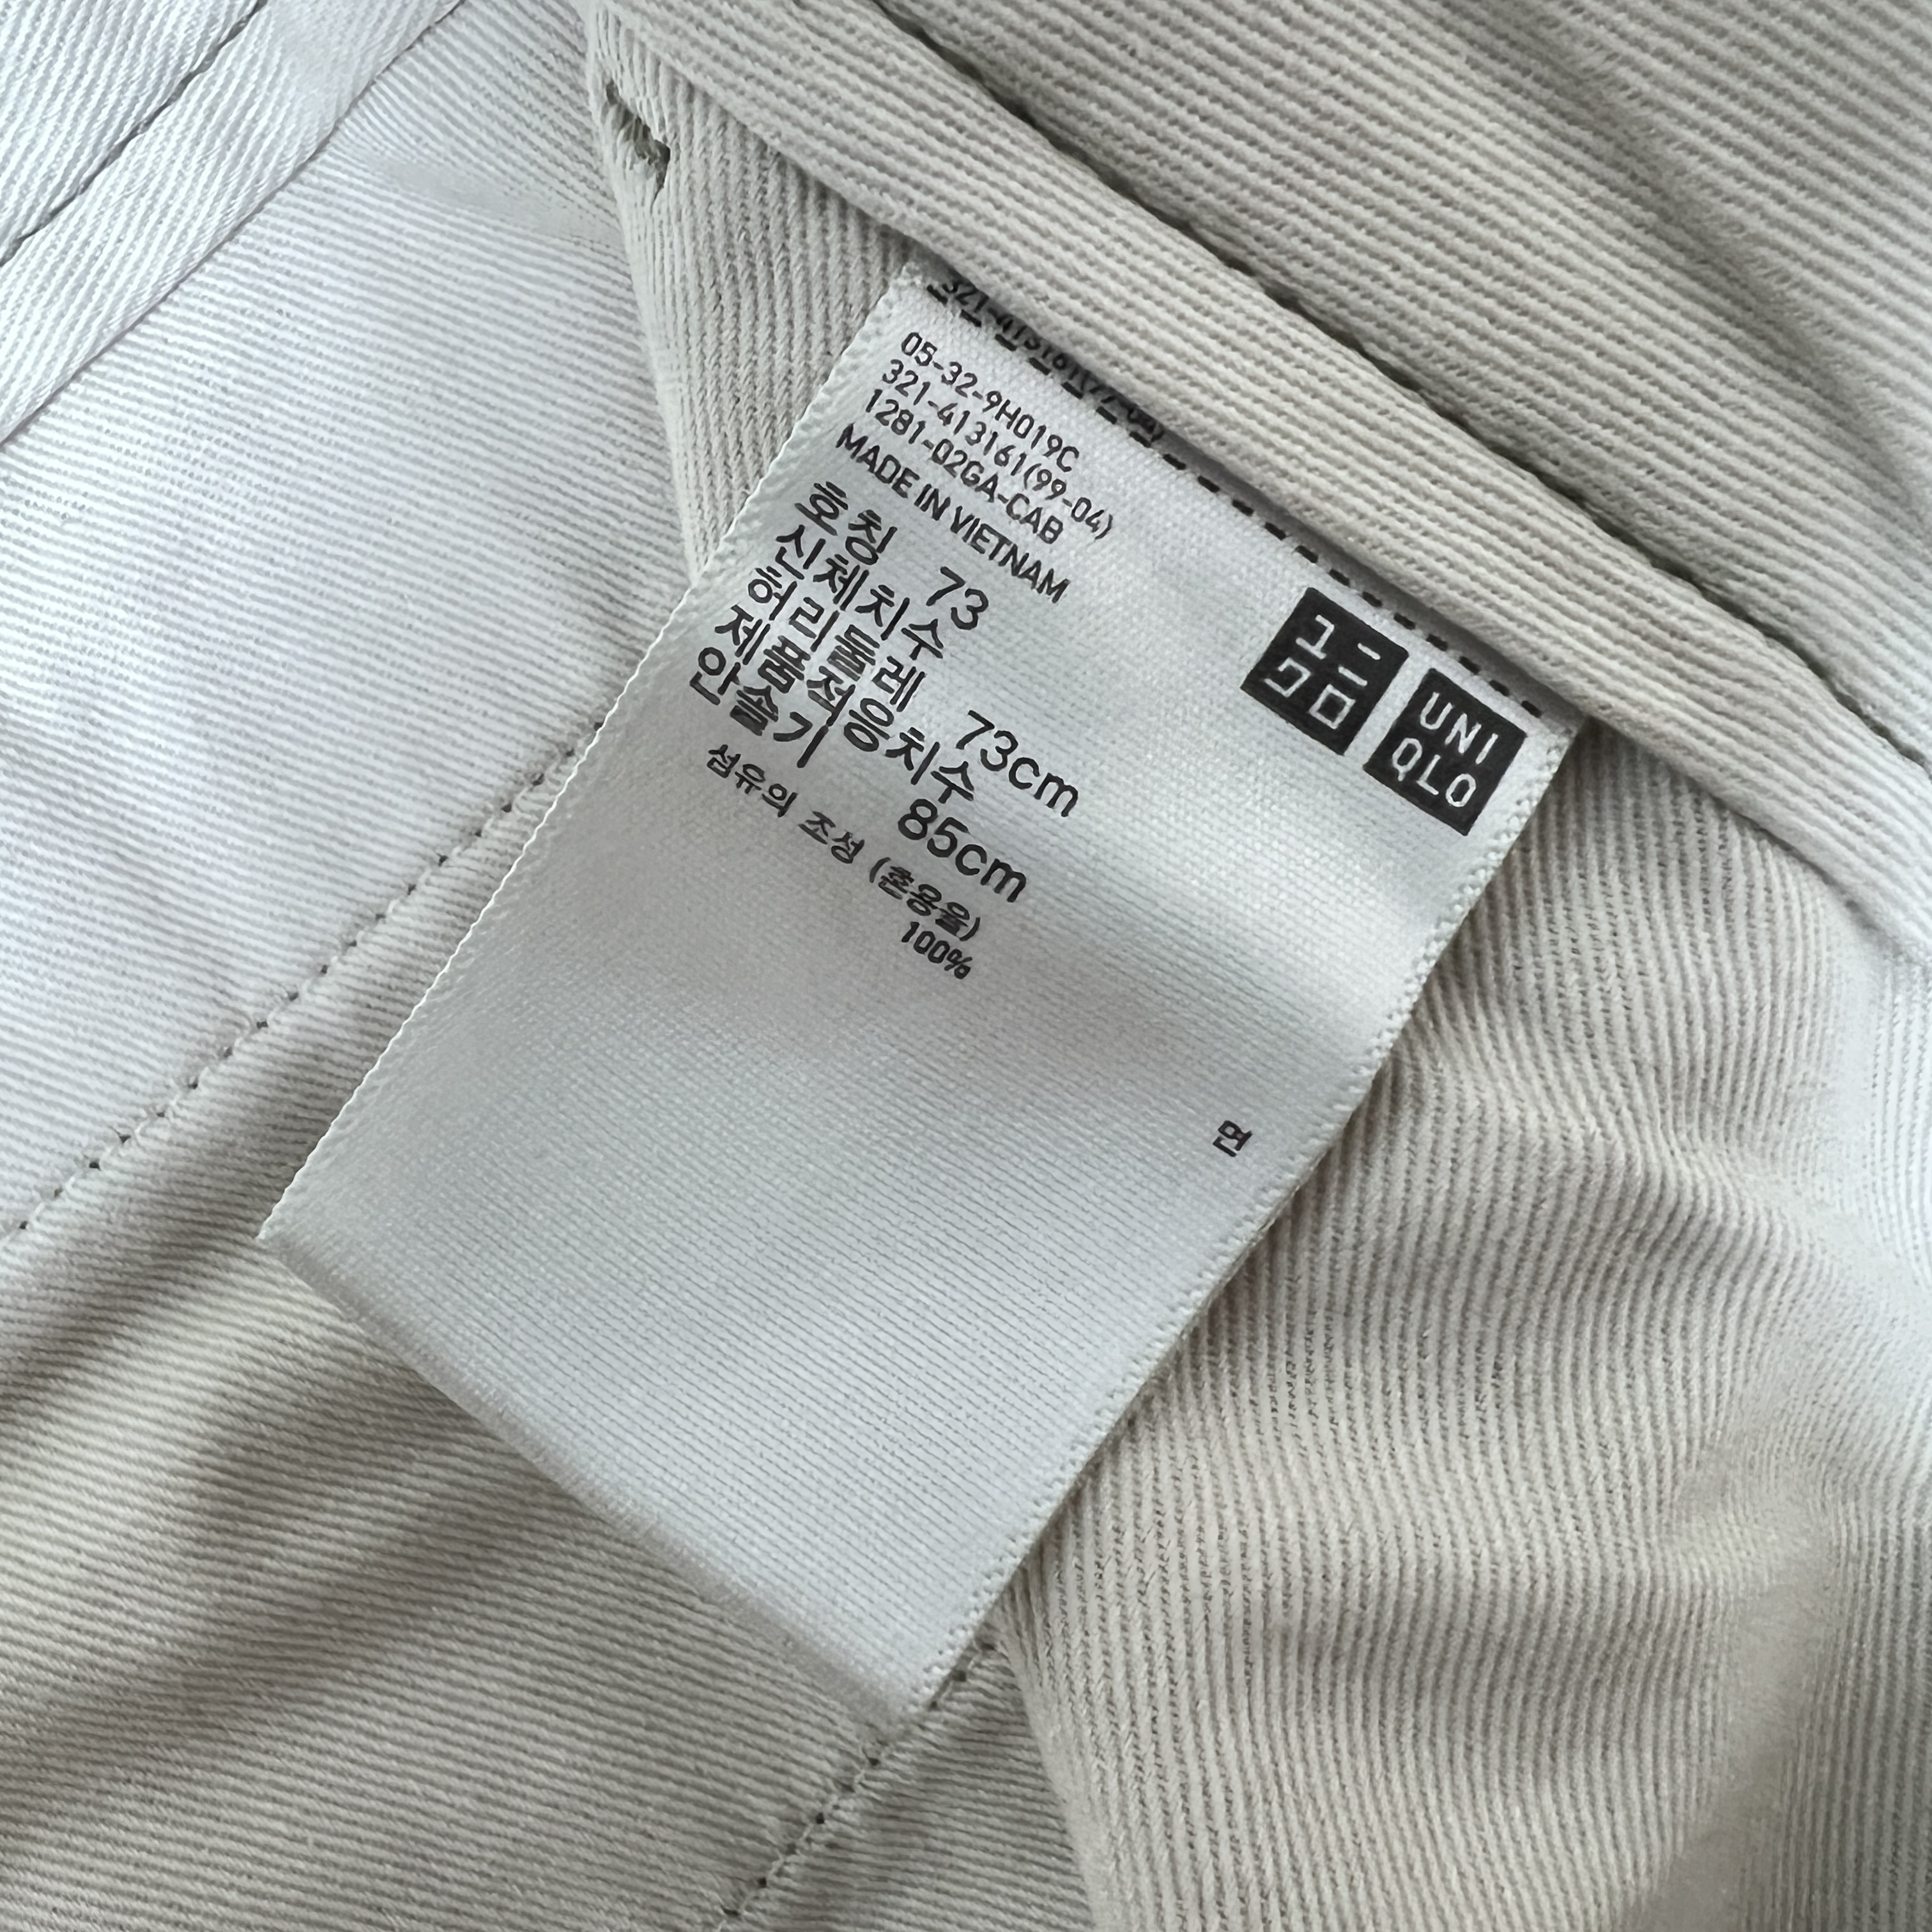 05-32-9H019C
321-413161(99-04)
1281-02GA-CAB
MADE IN VIETNAM
호칭 73
신체치수
허리둘레 73cm
제품적응치수
안솔기 85cm
섬유의 조성 (혼용율)
100%
면
ユニ
クロ
UNI
QLO